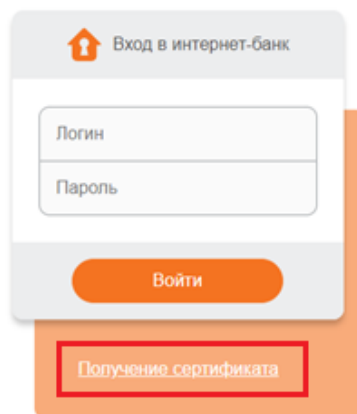 Вход в интернет-банк
Логин
Пароль
Войти
Получение сертификата